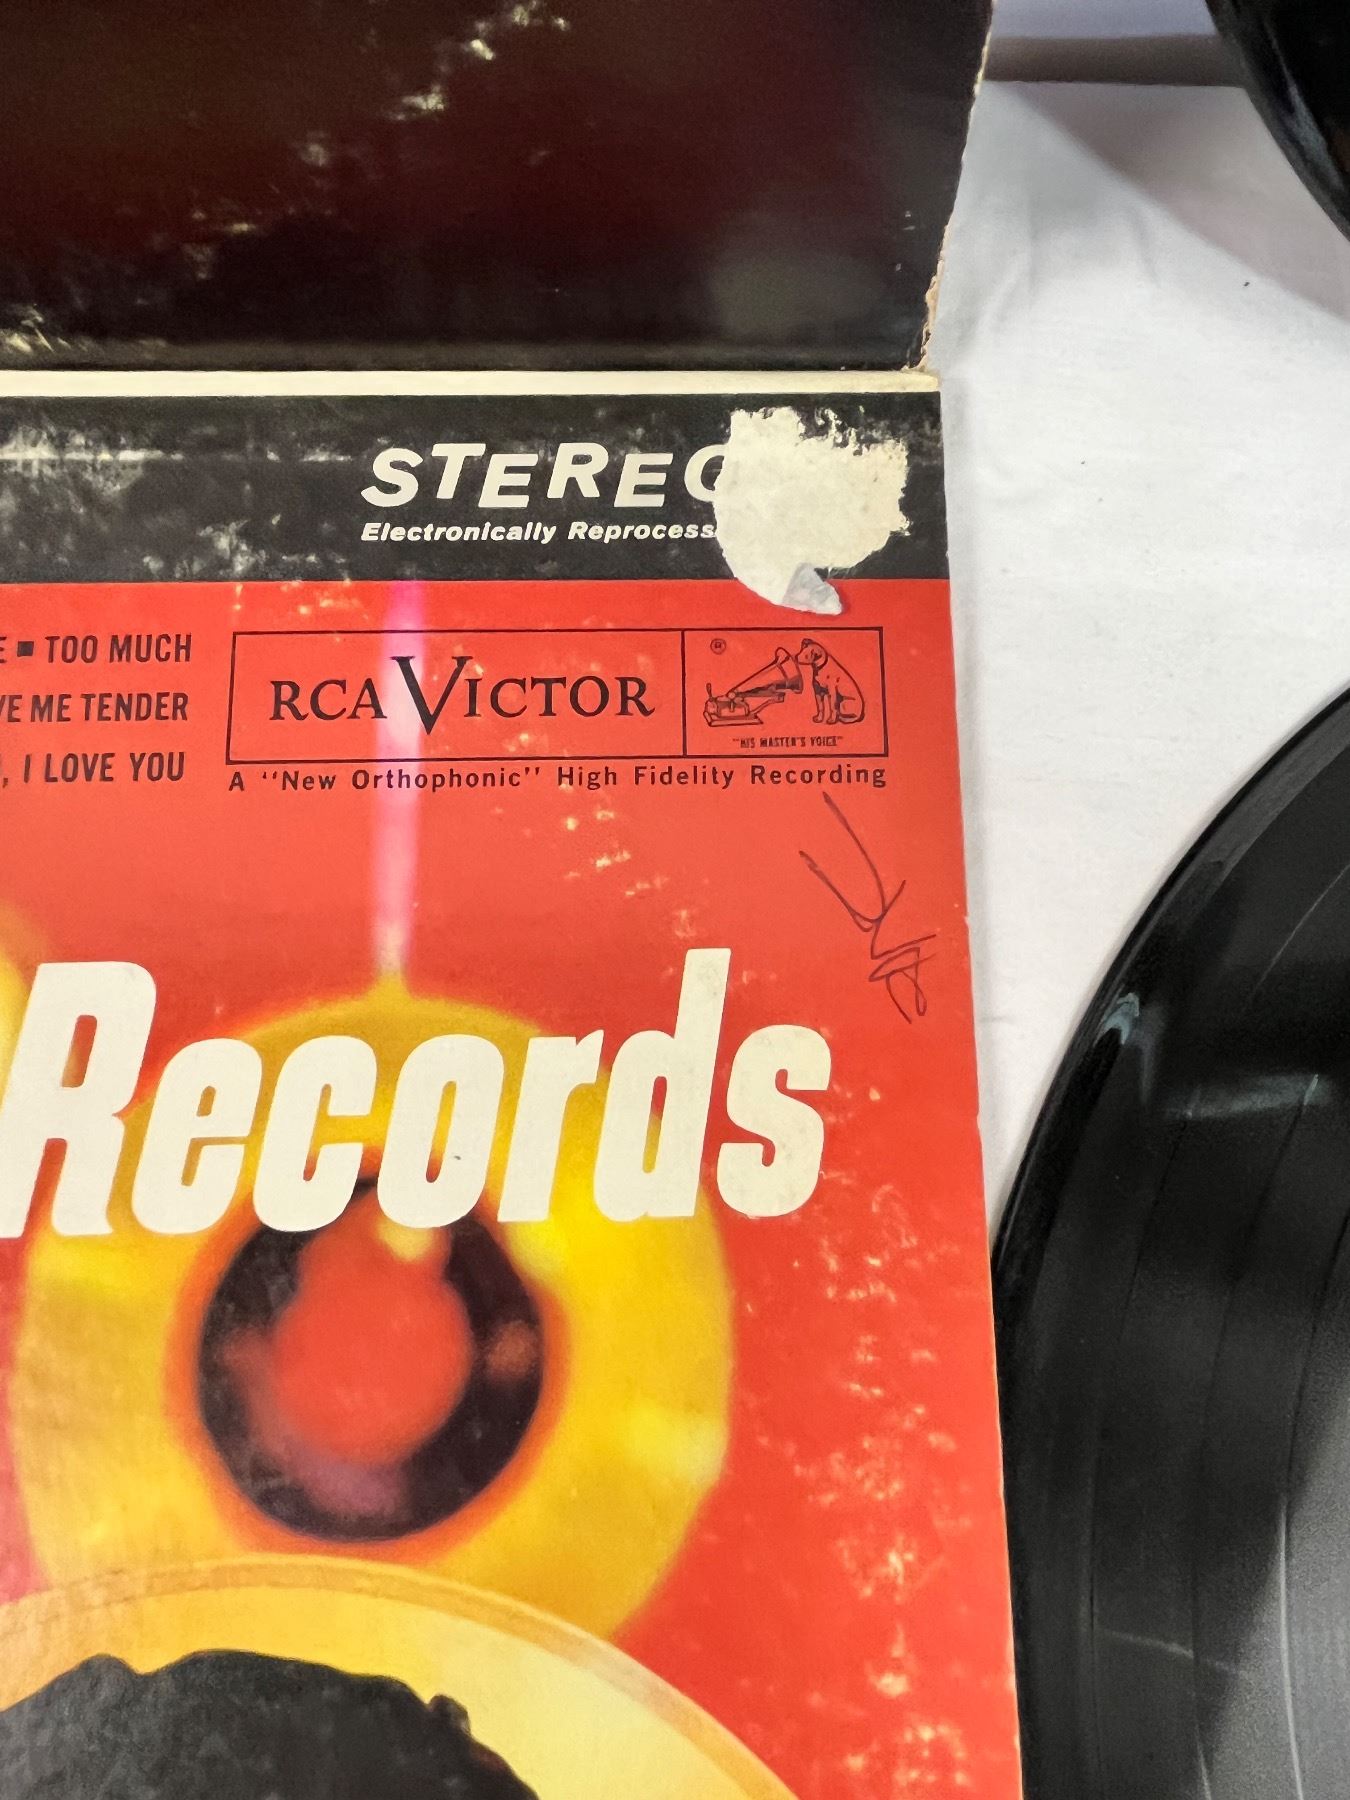 STEREO
Electronically Reprocess
E ■ TOO MUCH
VE ME TENDER
, I LOVE YOU
RCA VICTOR
®
"HIS MASTER'S VOICE"
A "New Orthophonic" High Fidelity Recording
Records